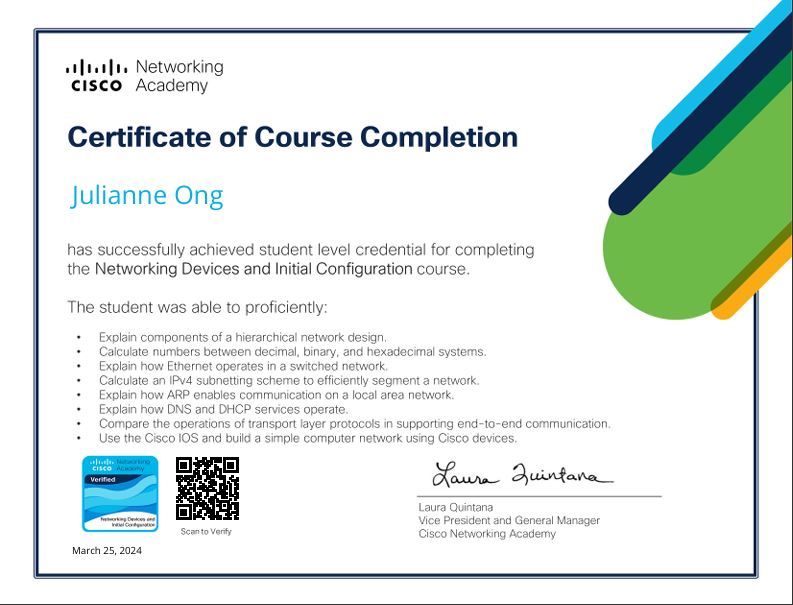 Networking
CISCO Academy
Certificate of Course Completion
Julianne Ong
has successfully achieved student level credential for completing
the Networking Devices and Initial Configuration course.
The student was able to proficiently:
• Explain components of a hierarchical network design.
• Calculate numbers between decimal, binary, and hexadecimal systems.
• Explain how Ethernet operates in a switched network.
• Calculate an IPv4 subnetting scheme to efficiently segment a network.
• Explain how ARP enables communication on a local area network.
• Explain how DNS and DHCP services operate.
• Compare the operations of transport layer protocols in supporting end-to-end communication.
• Use the Cisco IOS and build a simple computer network using Cisco devices.
Networking
CISCO Academy
Verified
Networking Devices and
Initial Configuration
Scan to Verify
March 25, 2024
Laura Quintana
Laura Quintana
Vice President and General Manager
Cisco Networking Academy